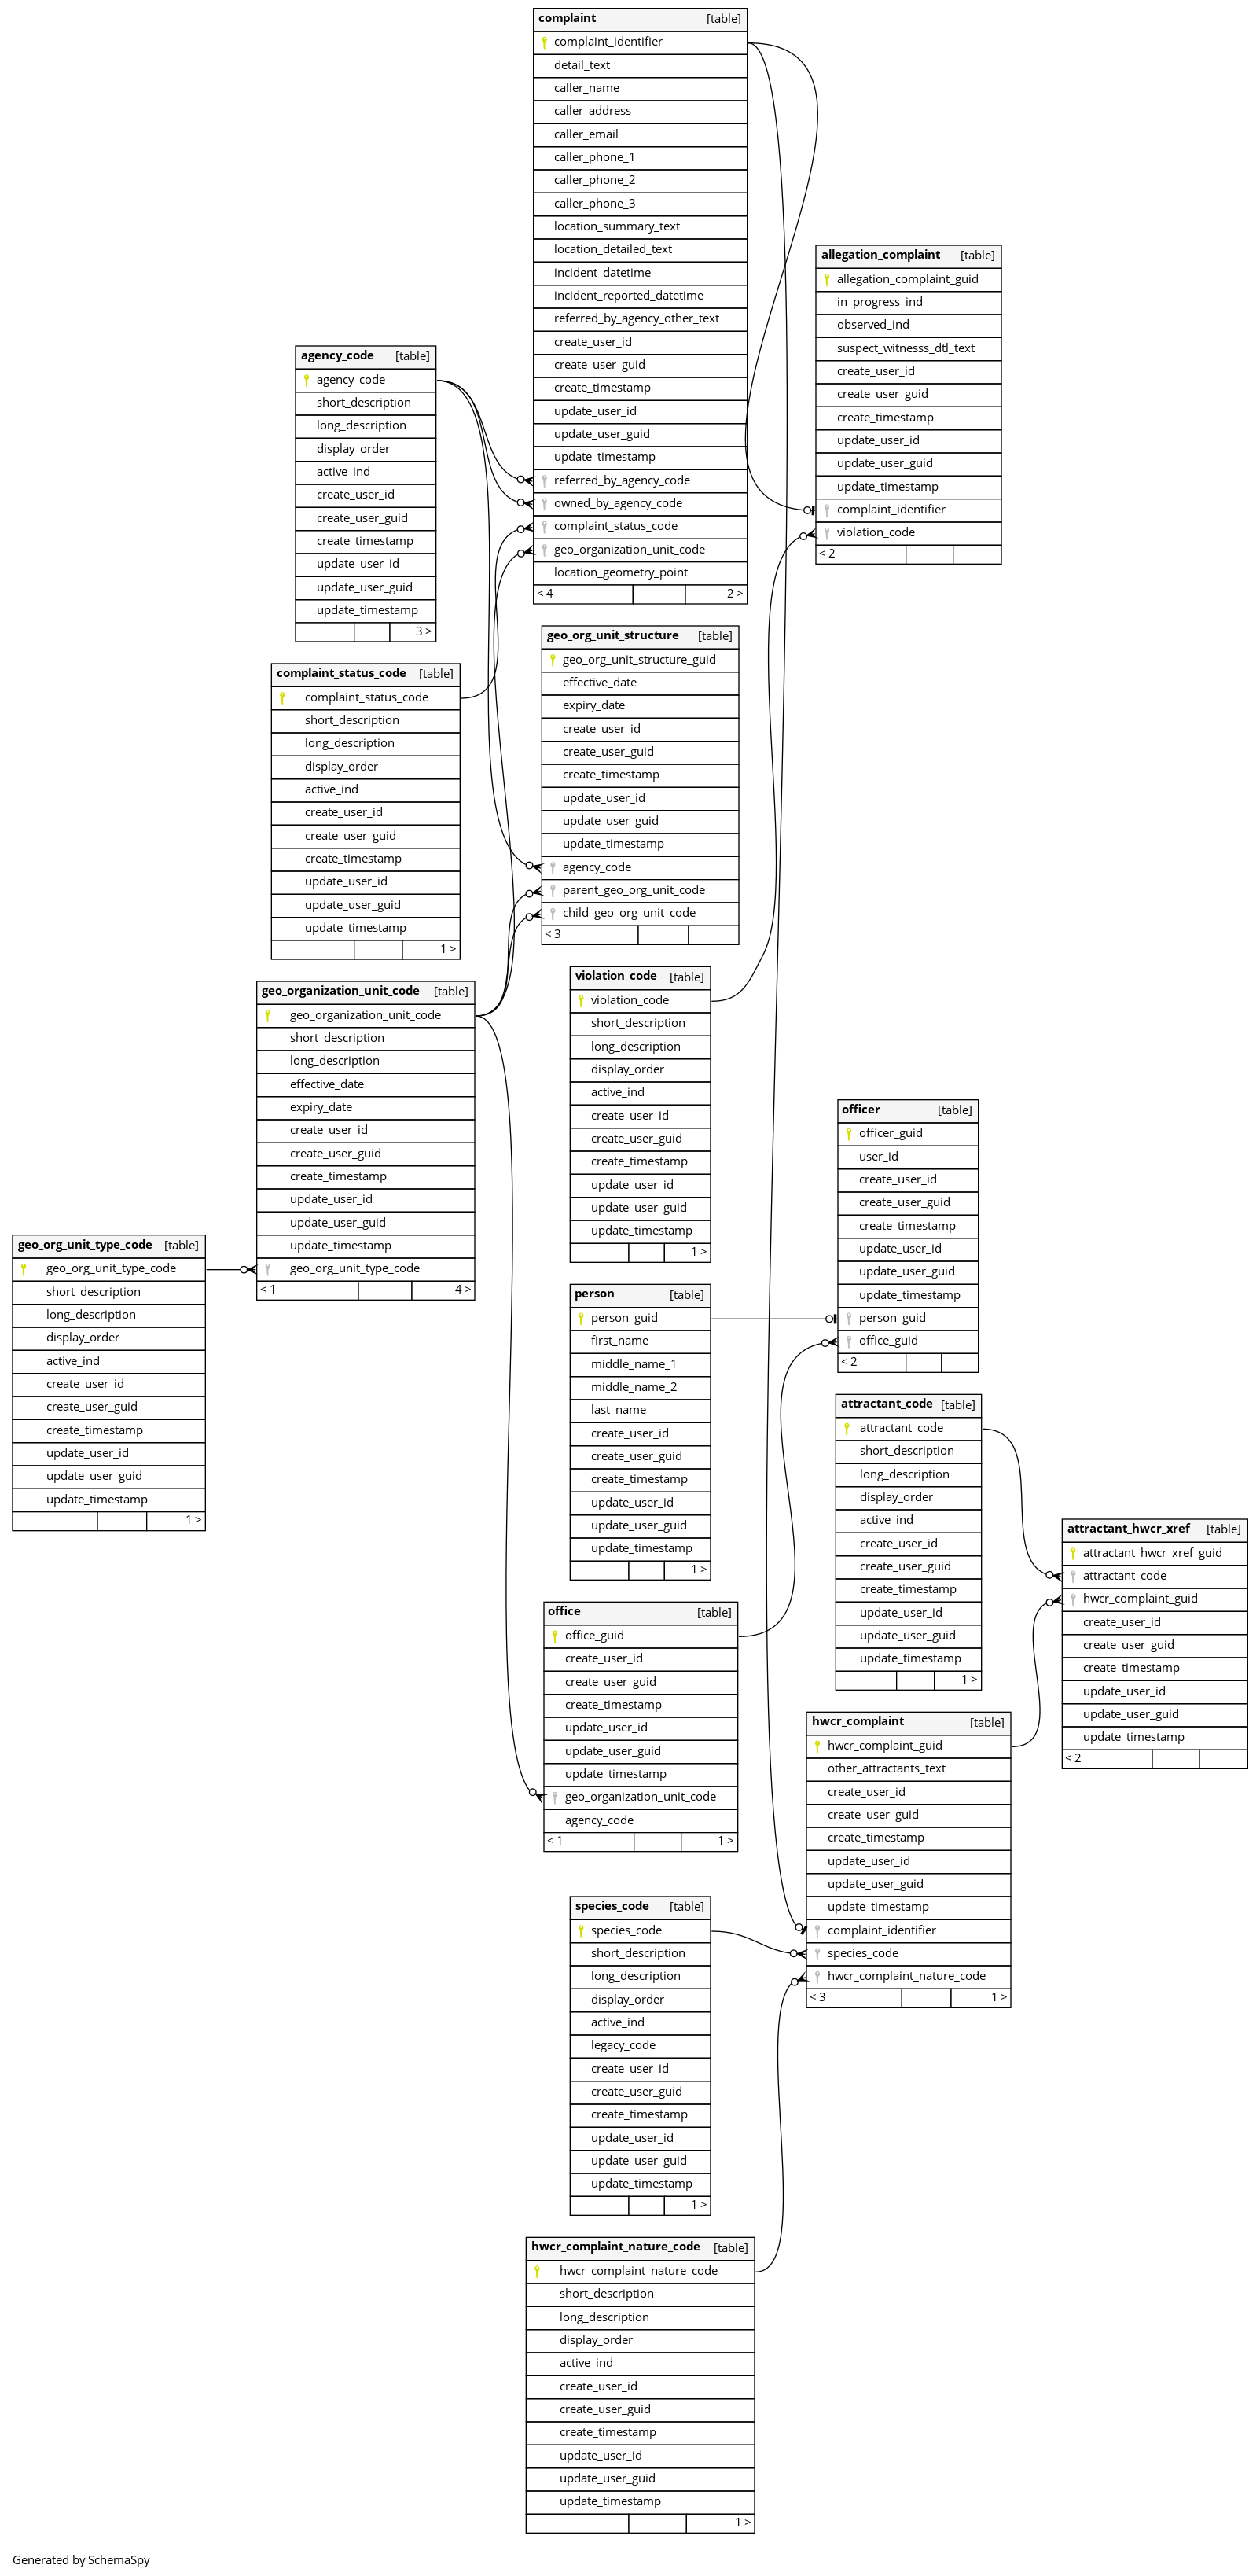 complaint [table]
complaint_identifier
detail_text
caller_name
caller_address
caller_email
caller_phone_1
caller_phone_2
caller_phone_3
location_summary_text
location_detailed_text
incident_datetime
incident_reported_datetime
referred_by_agency_other_text
create_user_id
create_user_guid
create_timestamp
update_user_id
update_user_guid
update_timestamp
referred_by_agency_code
owned_by_agency_code
complaint_status_code
geo_organization_unit_code
location_geometry_point
< 4 2 >
allegation_complaint [table]
allegation_complaint_guid
in_progress_ind
observed_ind
suspect_witnesss_dtl_text
create_user_id
create_user_guid
create_timestamp
update_user_id
update_user_guid
update_timestamp
complaint_identifier
violation_code
< 2
agency_code [table]
agency_code
short_description
long_description
display_order
active_ind
create_user_id
create_user_guid
create_timestamp
update_user_id
update_user_guid
update_timestamp
3 >
geo_org_unit_structure [table]
geo_org_unit_structure_guid
effective_date
expiry_date
create_user_id
create_user_guid
create_timestamp
update_user_id
update_user_guid
update_timestamp
agency_code
parent_geo_org_unit_code
child_geo_org_unit_code
< 3
complaint_status_code [table]
complaint_status_code
short_description
long_description
display_order
active_ind
create_user_id
create_user_guid
create_timestamp
update_user_id
update_user_guid
update_timestamp
1 >
violation_code [table]
violation_code
short_description
long_description
display_order
active_ind
create_user_id
create_user_guid
create_timestamp
update_user_id
update_user_guid
update_timestamp
1 >
geo_organization_unit_code [table]
geo_organization_unit_code
short_description
long_description
effective_date
expiry_date
create_user_id
create_user_guid
create_timestamp
update_user_id
update_user_guid
update_timestamp
geo_org_unit_type_code
< 1 4 >
officer [table]
officer_guid
user_id
create_user_id
create_user_guid
create_timestamp
update_user_id
update_user_guid
update_timestamp
person_guid
office_guid
< 2
geo_org_unit_type_code [table]
geo_org_unit_type_code
short_description
long_description
display_order
active_ind
create_user_id
create_user_guid
create_timestamp
update_user_id
update_user_guid
update_timestamp
1 >
person [table]
person_guid
first_name
middle_name_1
middle_name_2
last_name
create_user_id
create_user_guid
create_timestamp
update_user_id
update_user_guid
update_timestamp
1 >
attractant_code [table]
attractant_code
short_description
long_description
display_order
active_ind
create_user_id
create_user_guid
create_timestamp
update_user_id
update_user_guid
update_timestamp
1 >
attractant_hwcr_xref [table]
attractant_hwcr_xref_guid
attractant_code
hwcr_complaint_guid
create_user_id
create_user_guid
create_timestamp
update_user_id
update_user_guid
update_timestamp
< 2
office [table]
office_guid
create_user_id
create_user_guid
create_timestamp
update_user_id
update_user_guid
update_timestamp
geo_organization_unit_code
agency_code
< 1 1 >
hwcr_complaint [table]
hwcr_complaint_guid
other_attractants_text
create_user_id
create_user_guid
create_timestamp
update_user_id
update_user_guid
update_timestamp
complaint_identifier
species_code
hwcr_complaint_nature_code
< 3 1 >
species_code [table]
species_code
short_description
long_description
display_order
active_ind
legacy_code
create_user_id
create_user_guid
create_timestamp
update_user_id
update_user_guid
update_timestamp
1 >
hwcr_complaint_nature_code [table]
hwcr_complaint_nature_code
short_description
long_description
display_order
active_ind
create_user_id
create_user_guid
create_timestamp
update_user_id
update_user_guid
update_timestamp
1 >
Generated by SchemaSpy